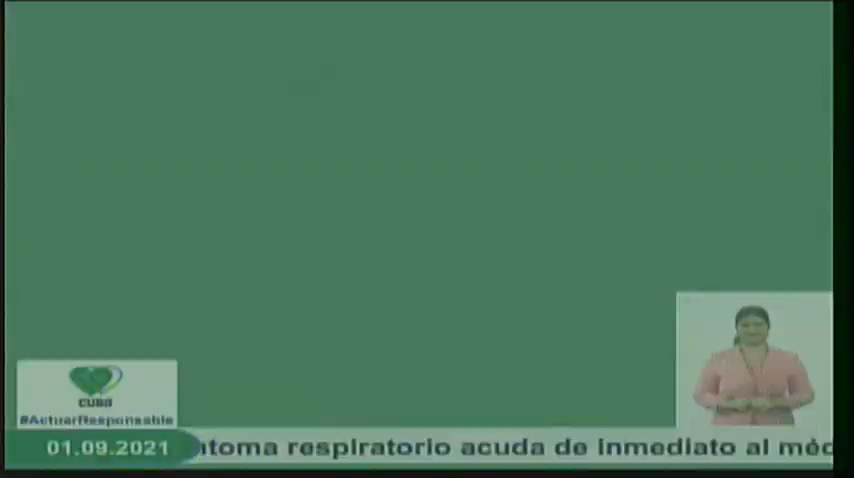 CUBA
#ActuarResponsable
01.09.2021
respiratorio acuda de inmediato al